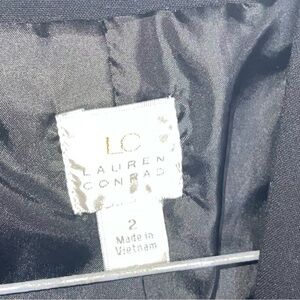 LC
LAUREN
CONRAD
2
Made in
Vietnam